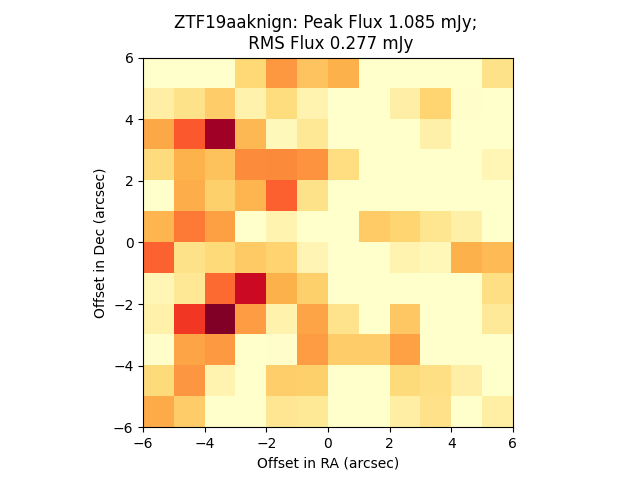 ZTF19aaknign: Peak Flux 1.085 mJy;
RMS Flux 0.277 mJy
6
4
2
0
−2
−4
−6
Offset in Dec (arcsec)
−6 −4 −2 0 2 4 6
Offset in RA (arcsec)